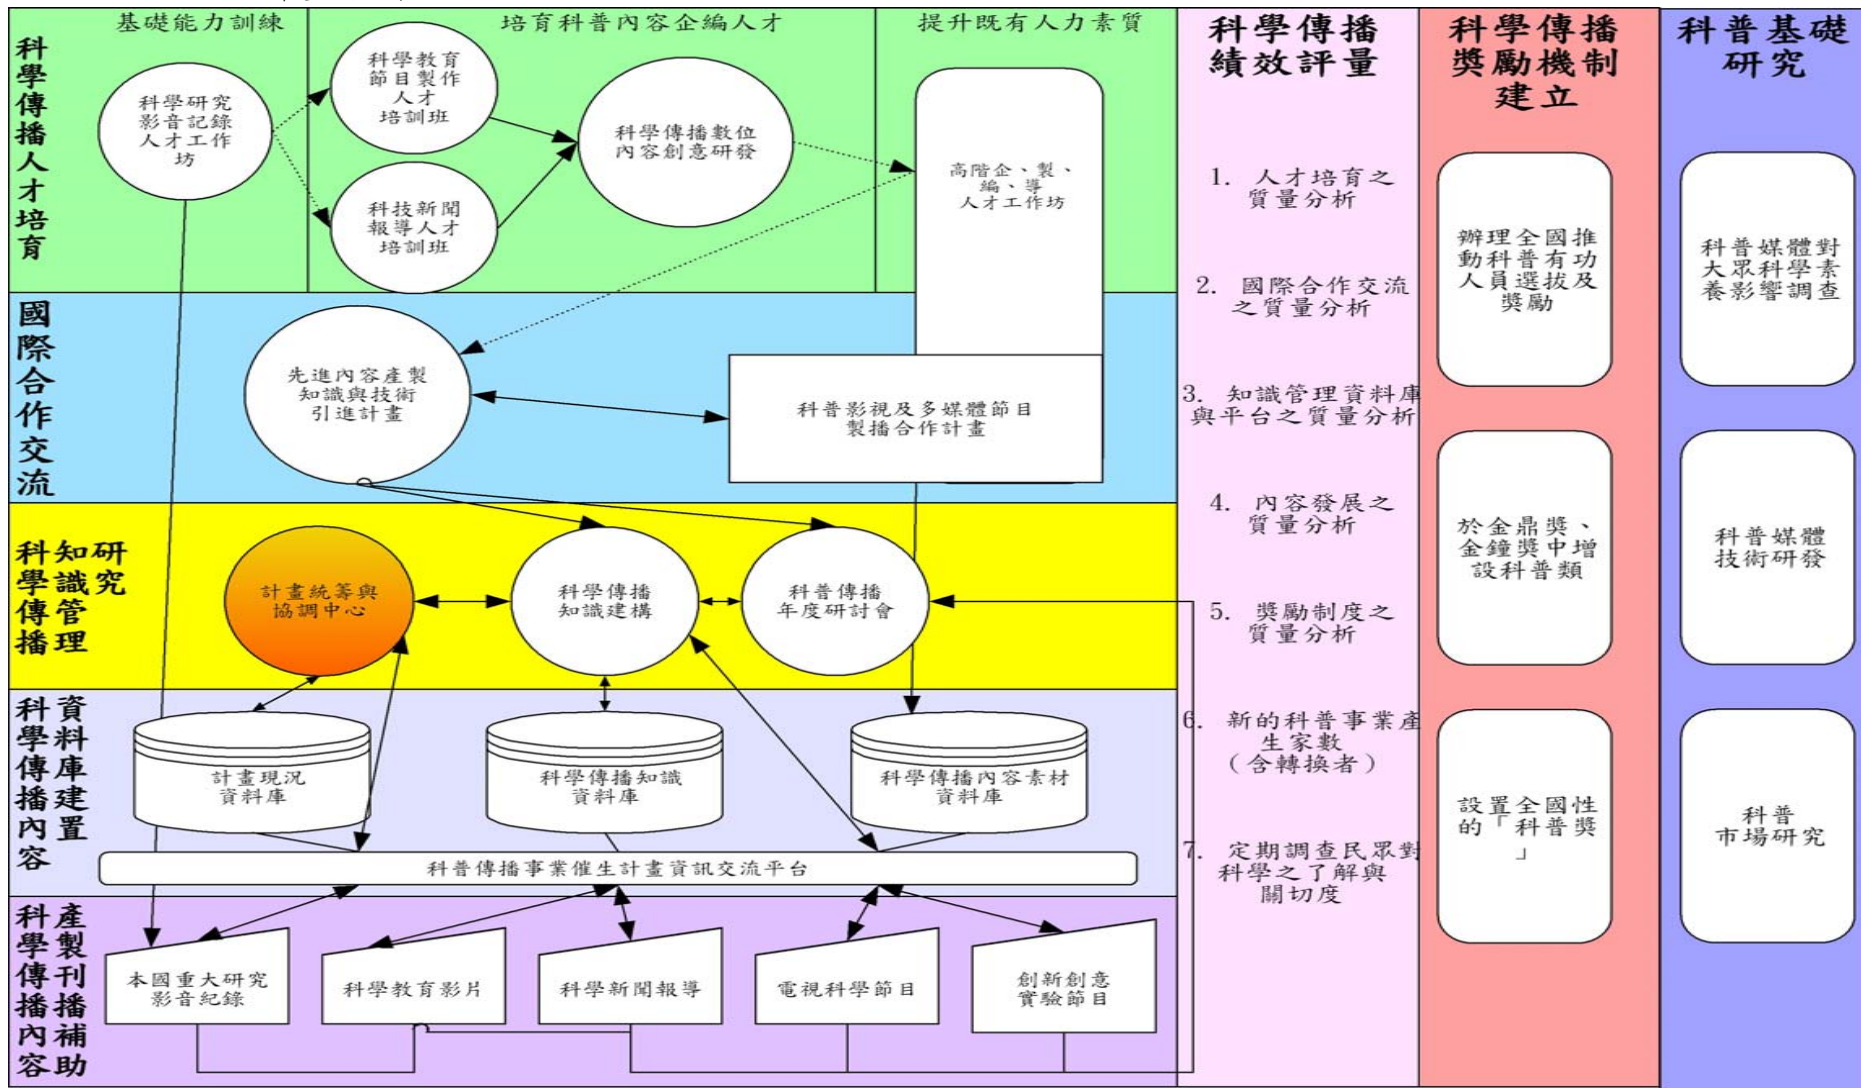 基礎能力訓練
培育科普內容企編人才
提升既有人力素質
科學傳播人才培育
科學研究
影音記錄
人才工作
坊
科學教育
節目製作
人才
培訓班
科技新聞
報導人才
培訓班
科學傳播數位
內容創意研發
高階企、製、
編、導
人才工作坊
國際合作交流
先進內容產製
知識與技術
引進計畫
科普影視及多媒體節目
製播合作計畫
科知研
學識究
傳管
播理
計畫統籌與
協調中心
科學傳播
知識建構
科普傳播
年度研討會
科資
學料
傳庫
播建
內置
容
計畫現況
資料庫
科學傳播知識
資料庫
科學傳播內容素材
資料庫
科普傳播事業催生計畫資訊交流平台
科產
學製
傳刊
播播
內補
容助
本國重大研究
影音紀錄
科學教育影片
科學新聞報導
電視科學節目
創新創意
實驗節目
科學傳播
績效評量
1. 人才培育之
質量分析
2. 國際合作交流
之質量分析
3. 知識管理資料庫
與平台之質量分析
4. 內容發展之
質量分析
5. 獎勵制度之
質量分析
6. 新的科普事業產
生家數
(含轉換者)
7. 定期調查民眾對
科學之了解與
關切度
科學傳播
獎勵機制
建立
辦理全國推
動科普有功
人員選拔及
獎勵
於金鼎獎、
金鐘獎中增
設科普類
設置全國性
的「科普獎
」
科普基礎
研究
科普媒體對
大眾科學素
養影響調查
科普媒體
技術研發
科普
市場研究